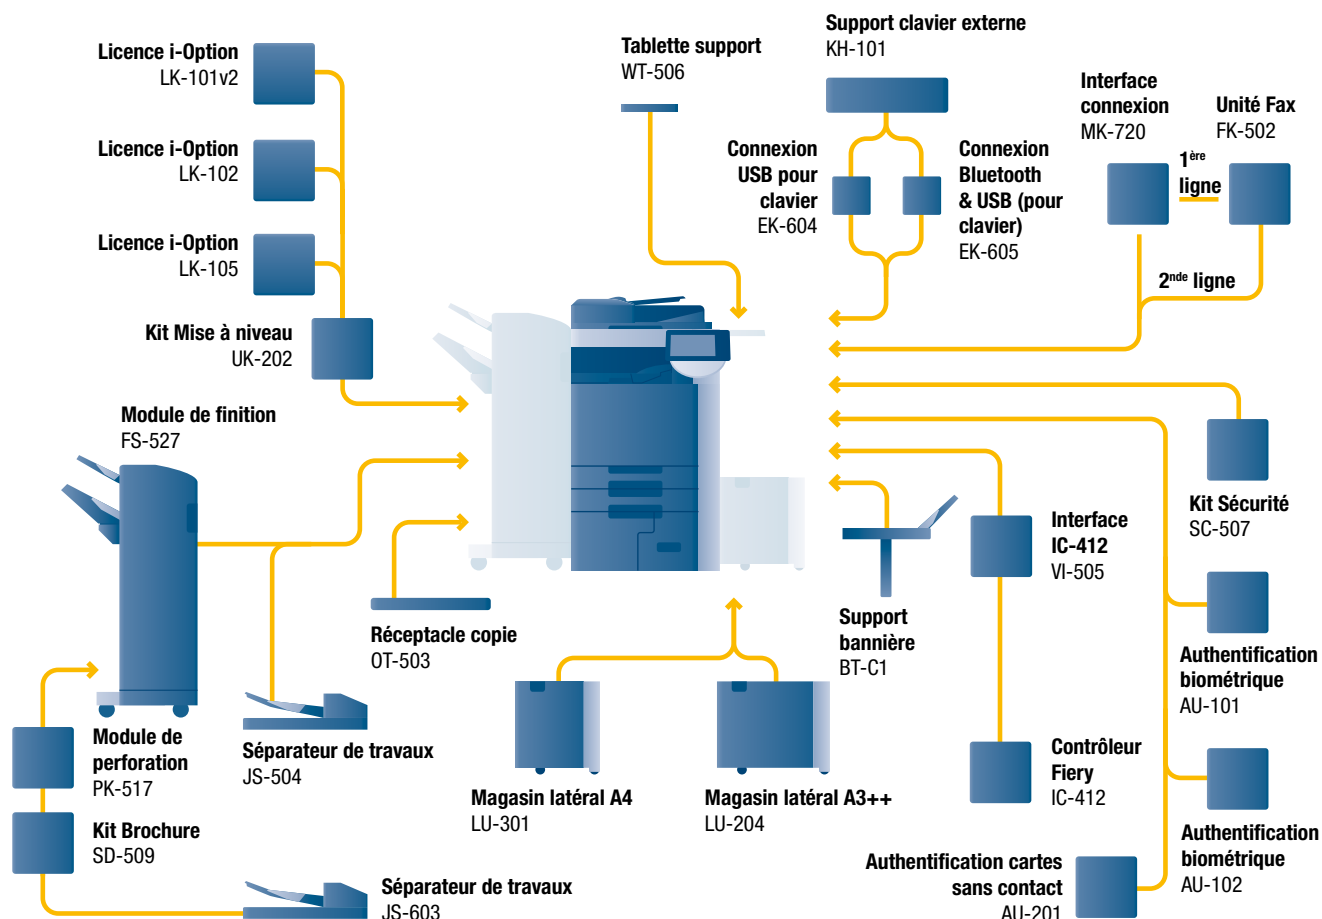 Licence i-Option
LK-101v2
Licence i-Option
LK-102
Licence i-Option
LK-105
Kit Mise à niveau
UK-202
Module de finition
FS-527
Tablette support
WT-506
Support clavier externe
KH-101
Connexion
USB pour
clavier
EK-604
Connexion
Bluetooth
& USB (pour
clavier)
EK-605
Interface
connexion
MK-720
1ère
ligne
Unité Fax
FK-502
2nde ligne
Kit Sécurité
SC-507
Interface
IC-412
VI-505
Support
bannière
BT-C1
Réceptacle copie
OT-503
Authentification
biométrique
AU-101
Module de
perforation
PK-517
Séparateur de travaux
JS-504
Magasin latéral A4
LU-301
Magasin latéral A3++
LU-204
Contrôleur
Fiery
IC-412
Kit Brochure
SD-509
Authentification
biométrique
AU-102
Séparateur de travaux
JS-603
Authentification cartes
sans contact
AU-201